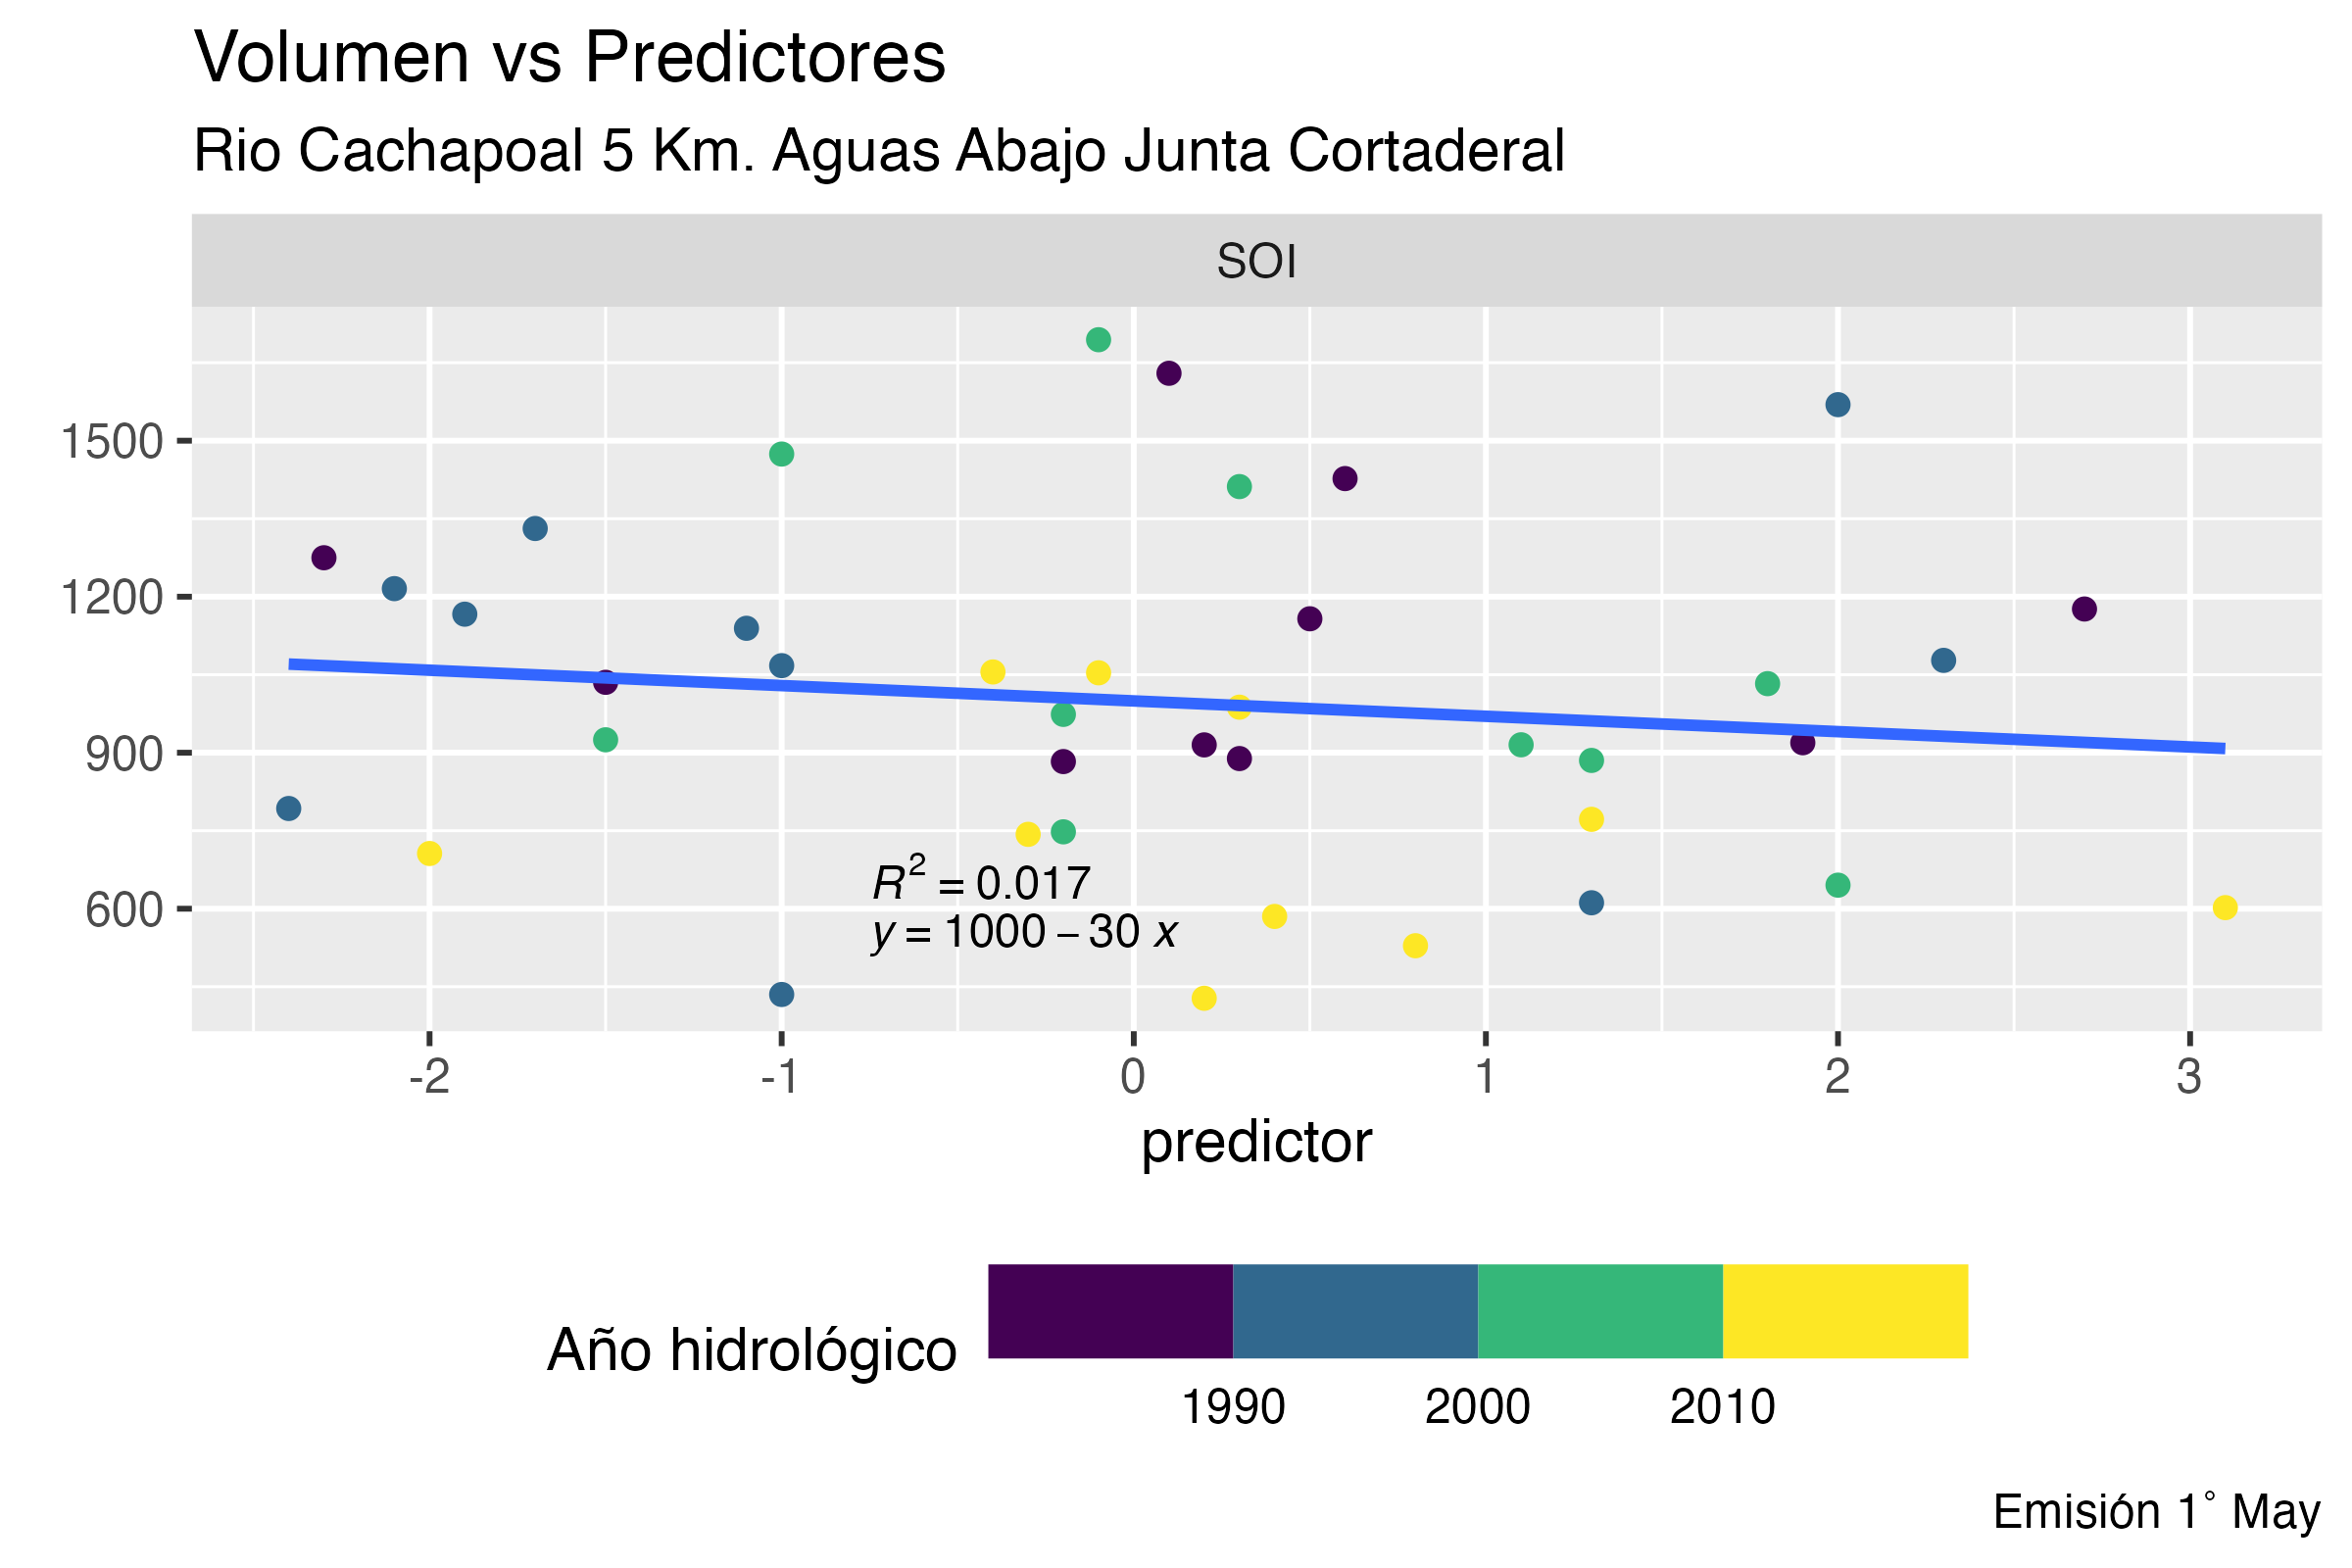 Volumen vs Predictores
Rio Cachapoal 5 Km. Aguas Abajo Junta Cortaderal
SOI
1500
1200
900
600
R² = 0.017
y = 1000 – 30 x
-2 -1 0 1 2 3
predictor
Año hidrológico
1990 2000 2010
Emisión 1° May